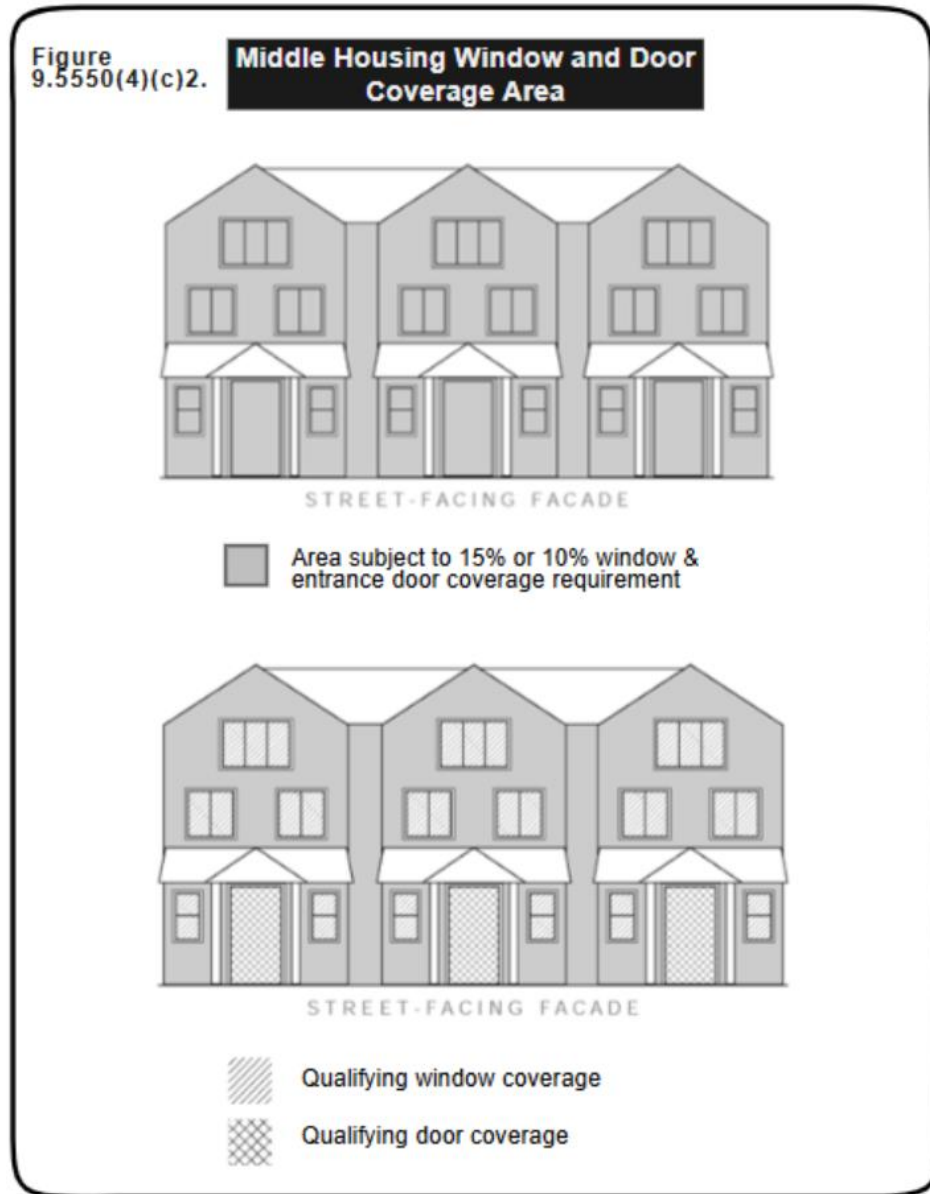 Figure
9.5550(4)(c)2.
Middle Housing Window and Door
Coverage Area
STREET-FACING FACADE
Area subject to 15% or 10% window &
entrance door coverage requirement
STREET-FACING FACADE
Qualifying window coverage
Qualifying door coverage